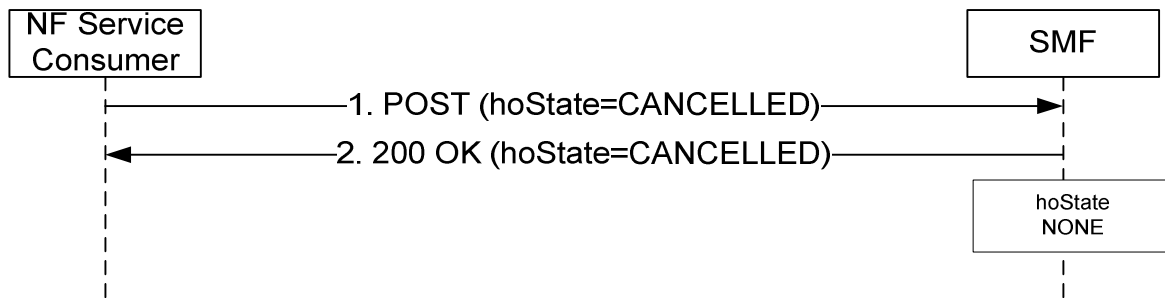 NF Service
Consumer
SMF
1. POST (hoState=CANCELLED)
2. 200 OK (hoState=CANCELLED)
hoState
NONE